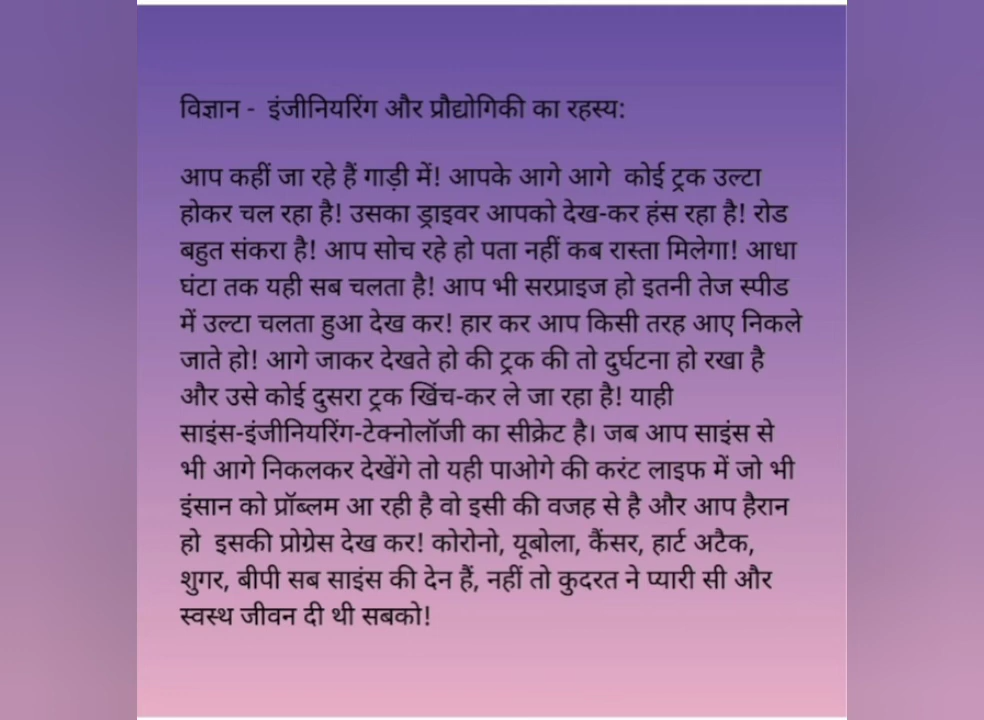 विज्ञान - इंजीनियरिंग और प्रौद्योगिकी का रहस्य:
आप कहीं जा रहे हैं गाड़ी में! आपके आगे आगे कोई ट्रक उल्टा
होकर चल रहा है! उसका ड्राइवर आपको देख-कर हंस रहा है! रोड
बहुत संकरा है! आप सोच रहे हो पता नहीं कब रास्ता मिलेगा! आधा
घंटा तक यही सब चलता है! आप भी सरप्राइज हो इतनी तेज स्पीड
में उल्टा चलता हुआ देख कर! हार कर आप किसी तरह आए निकले
जाते हो! आगे जाकर देखते हो की ट्रक की तो दुर्घटना हो रखा है
और उसे कोई दुसरा ट्रक खिंच-कर ले जा रहा है! याही
साइंस-इंजीनियरिंग-टेक्नोलॉजी का सीक्रेट है। जब आप साइंस से
भी आगे निकलकर देखेंगे तो यही पाओगे की करंट लाइफ में जो भी
इंसान को प्रॉब्लम आ रही है वो इसी की वजह से है और आप हैरान
हो इसकी प्रोग्रेस देख कर! कोरोनो, यूबोला, कैंसर, हार्ट अटैक,
शुगर, बीपी सब साइंस की देन हैं, नहीं तो कुदरत ने प्यारी सी और
स्वस्थ जीवन दी थी सबको!